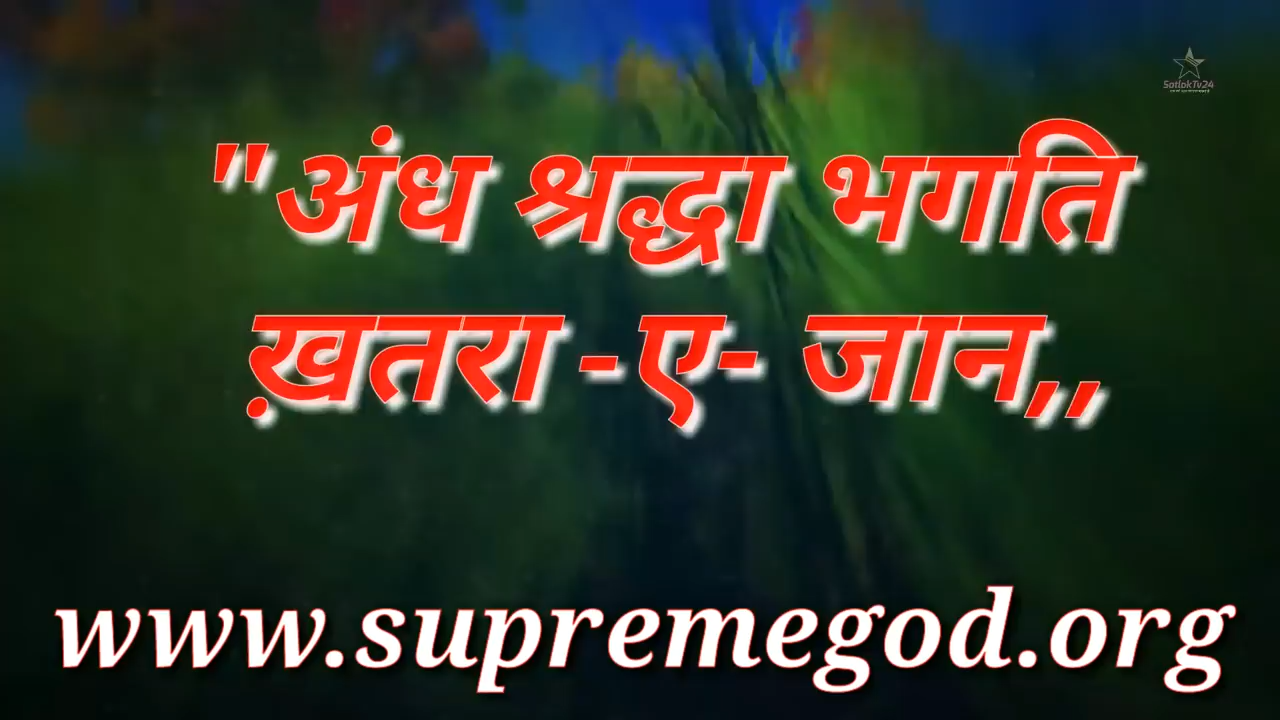 SatlokTv24
"अंध श्रद्धा भगति
ख़तरा -ए- जान,,
www.supremegod.org